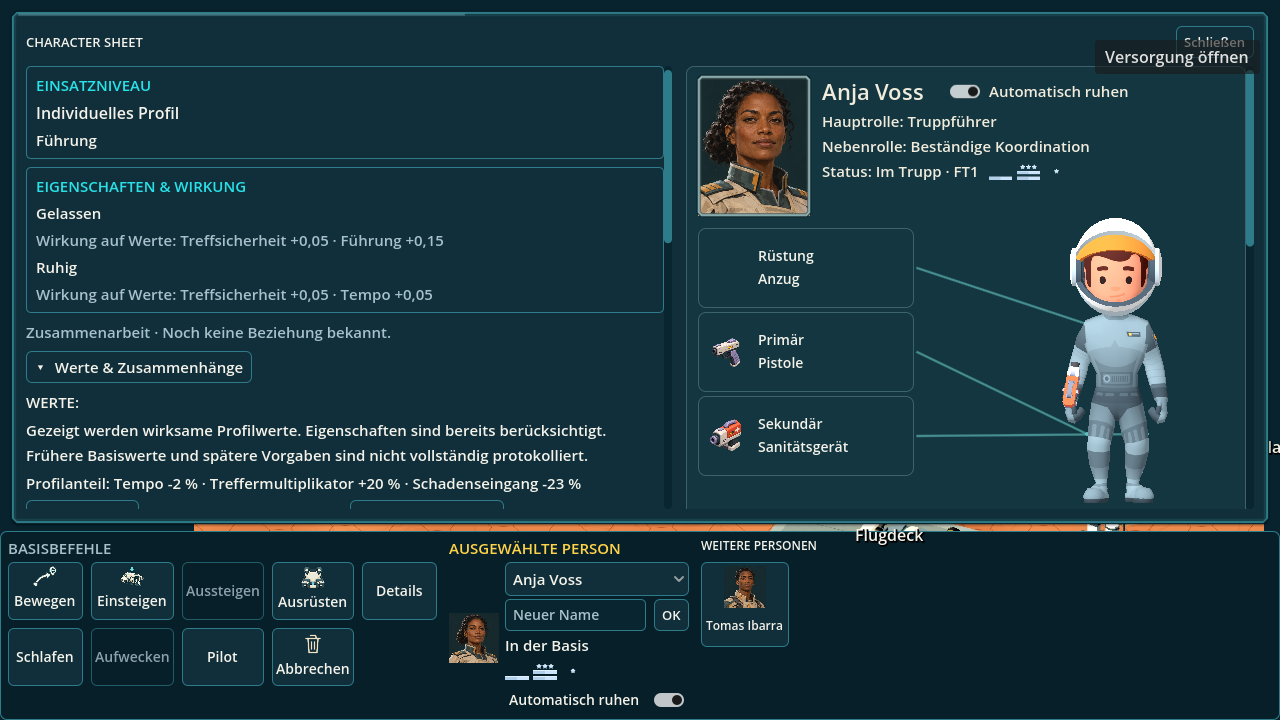 CHARACTER SHEET
Schließen
Versorgung öffnen
EINSATZNIVEAU
Individuelles Profil
Führung
EIGENSCHAFTEN & WIRKUNG
Gelassen
Wirkung auf Werte: Treffsicherheit +0,05 · Führung +0,15
Ruhig
Wirkung auf Werte: Treffsicherheit +0,05 · Tempo +0,05
Zusammenarbeit · Noch keine Beziehung bekannt.
Werte & Zusammenhänge
WERTE:
Gezeigt werden wirksame Profilwerte. Eigenschaften sind bereits berücksichtigt.
Frühere Basiswerte und spätere Vorgaben sind nicht vollständig protokolliert.
Profilanteil: Tempo -2 % · Treffermultiplikator +20 % · Schadenseingang -23 %
Anja Voss
Automatisch ruhen
Hauptrolle: Truppführer
Nebenrolle: Beständige Koordination
Status: Im Trupp · FT1
Rüstung
Anzug
Primär
Pistole
Sekundär
Sanitätsgerät
la
Flugdeck
BASISBEFEHLE
Bewegen
Einsteigen
Aussteigen
Ausrüsten
Details
Schlafen
Aufwecken
Pilot
Abbrechen
AUSGEWÄHLTE PERSON
Anja Voss
Neuer Name
OK
In der Basis
Automatisch ruhen
WEITERE PERSONEN
Tomas Ibarra